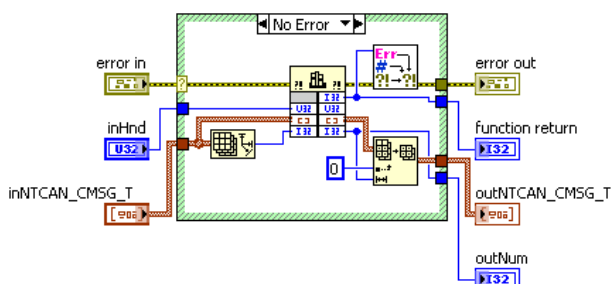 No Error
error in
Err
#
?! ?!
error out
?! ?!
?
I32
inHnd
U32
U32 U32
function return
I32
I32 I32
inNTCAN_CMSG_T
0
outNTCAN_CMSG_T
outNum
I32